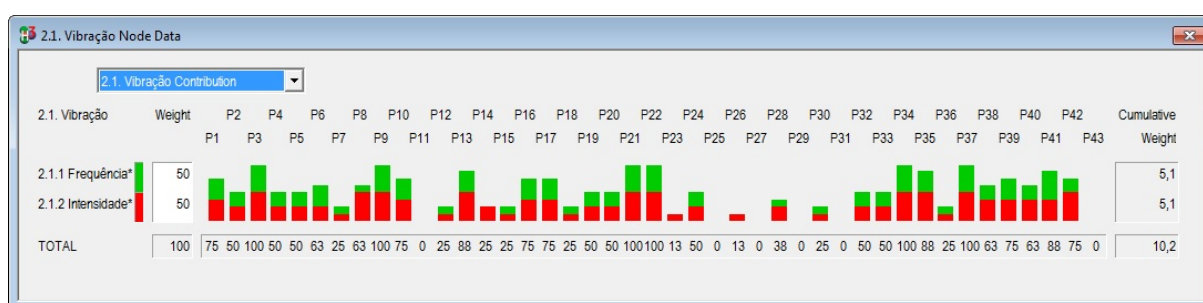 2.1. Vibração Node Data
2.1. Vibração Contribution
2.1. Vibração Weight P2 P4 P6 P8 P10 P12 P14 P16 P18 P20 P22 P24 P26 P28 P30 P32 P34 P36 P38 P40 P42 Cumulative
P1 P3 P5 P7 P9 P11 P13 P15 P17 P19 P21 P23 P25 P27 P29 P31 P33 P35 P37 P39 P41 P43 Weight
2.1.1 Frequência* 50 5,1
2.1.2 Intensidade* 50 5,1
TOTAL 100 75 50 100 50 50 63 25 63 100 75 0 25 88 25 25 75 75 25 50 50 100 100 13 50 0 13 0 38 0 25 0 50 50 100 88 25 100 63 75 63 88 75 0 10,2